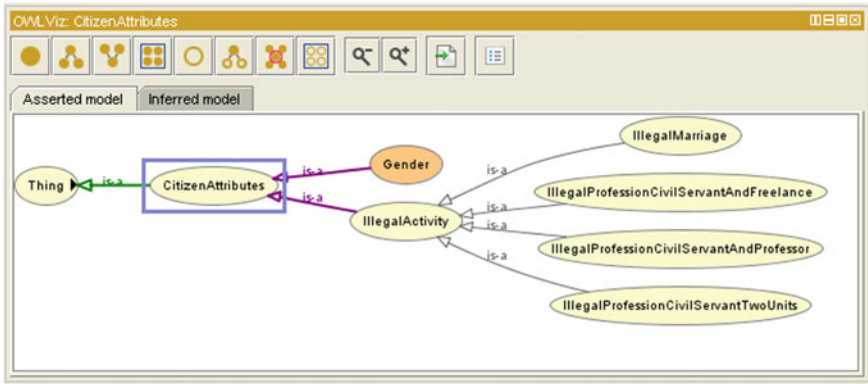 OWLViz: CitizenAttributes
Asserted model
Inferred model
Thing
is-a
CitizenAttributes
is-a
is-a
Gender
IllegalActivity
is-a
is-a
is-a
is-a
IllegalMarriage
IllegalProfessionCivilServantAndFreelance
IllegalProfessionCivilServantAndProfessor
IllegalProfessionCivilServantTwoUnits